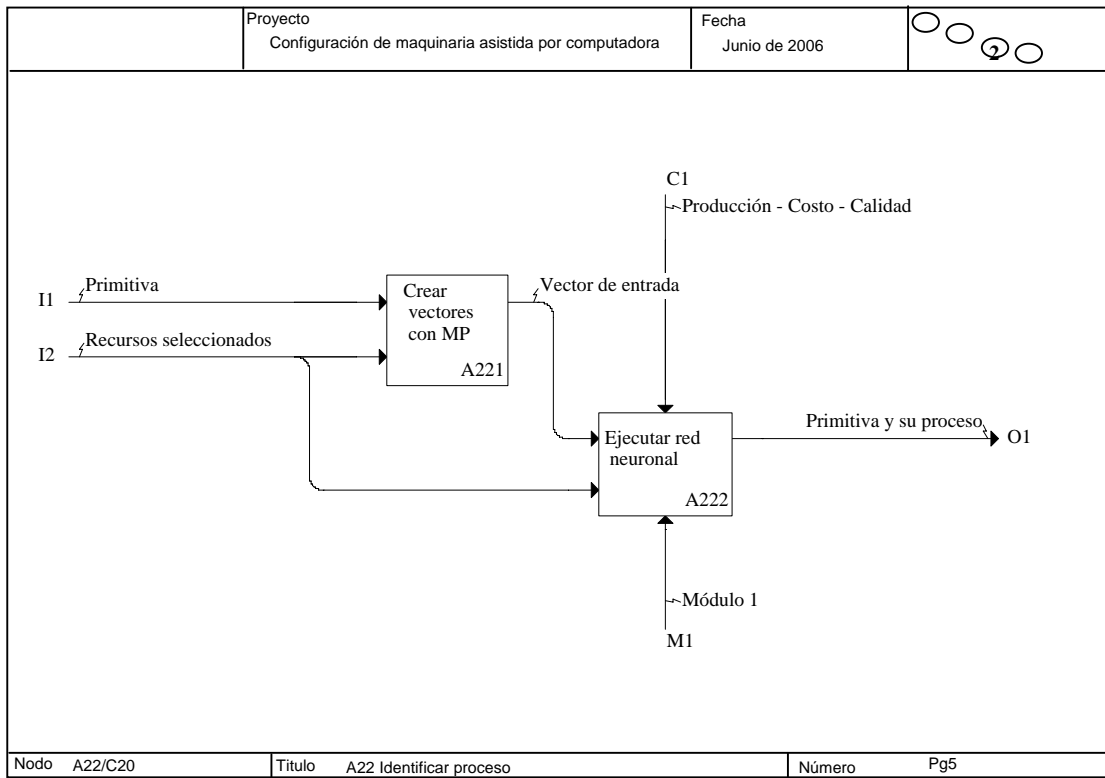 Proyecto
Configuración de maquinaria asistida por computadora
Fecha
Junio de 2006
2
C1
Producción - Costo - Calidad
I1
Primitiva
I2
Recursos seleccionados
Crear
vectores
con MP
A221
Vector de entrada
Ejecutar red
neuronal
A222
Primitiva y su proceso
O1
Módulo 1
M1
Nodo A22/C20
Titulo A22 Identificar proceso
Número Pg5